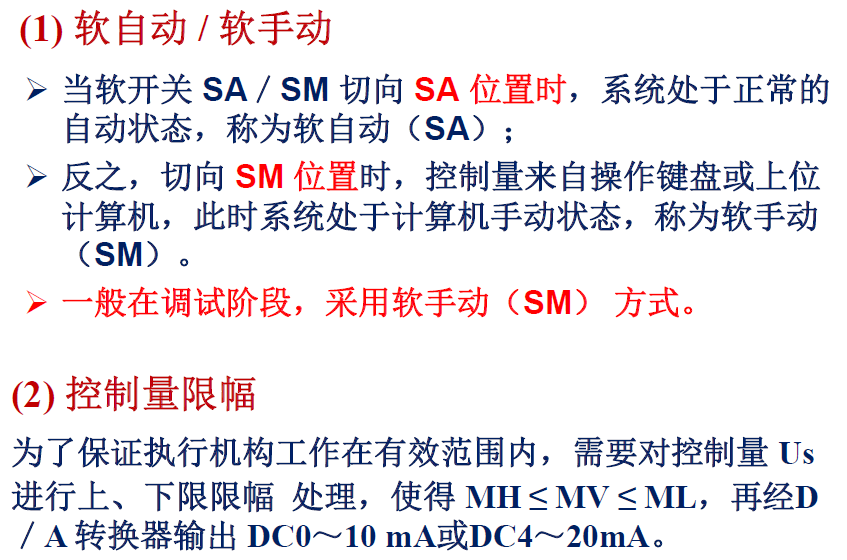 (1) 软自动 / 软手动
➢ 当软开关 SA / SM 切向 SA 位置时，系统处于正常的
自动状态，称为软自动（SA）；
➢ 反之，切向 SM 位置时，控制量来自操作键盘或上位
计算机，此时系统处于计算机手动状态，称为软手动
（SM）。
➢ 一般在调试阶段，采用软手动（SM） 方式。
(2) 控制量限幅
为了保证执行机构工作在有效范围内，需要对控制量 Us
进行上、下限限幅 处理，使得 MH ≤ MV ≤ ML，再经D
/ A 转换器输出 DC0～10 mA或DC4～20mA。